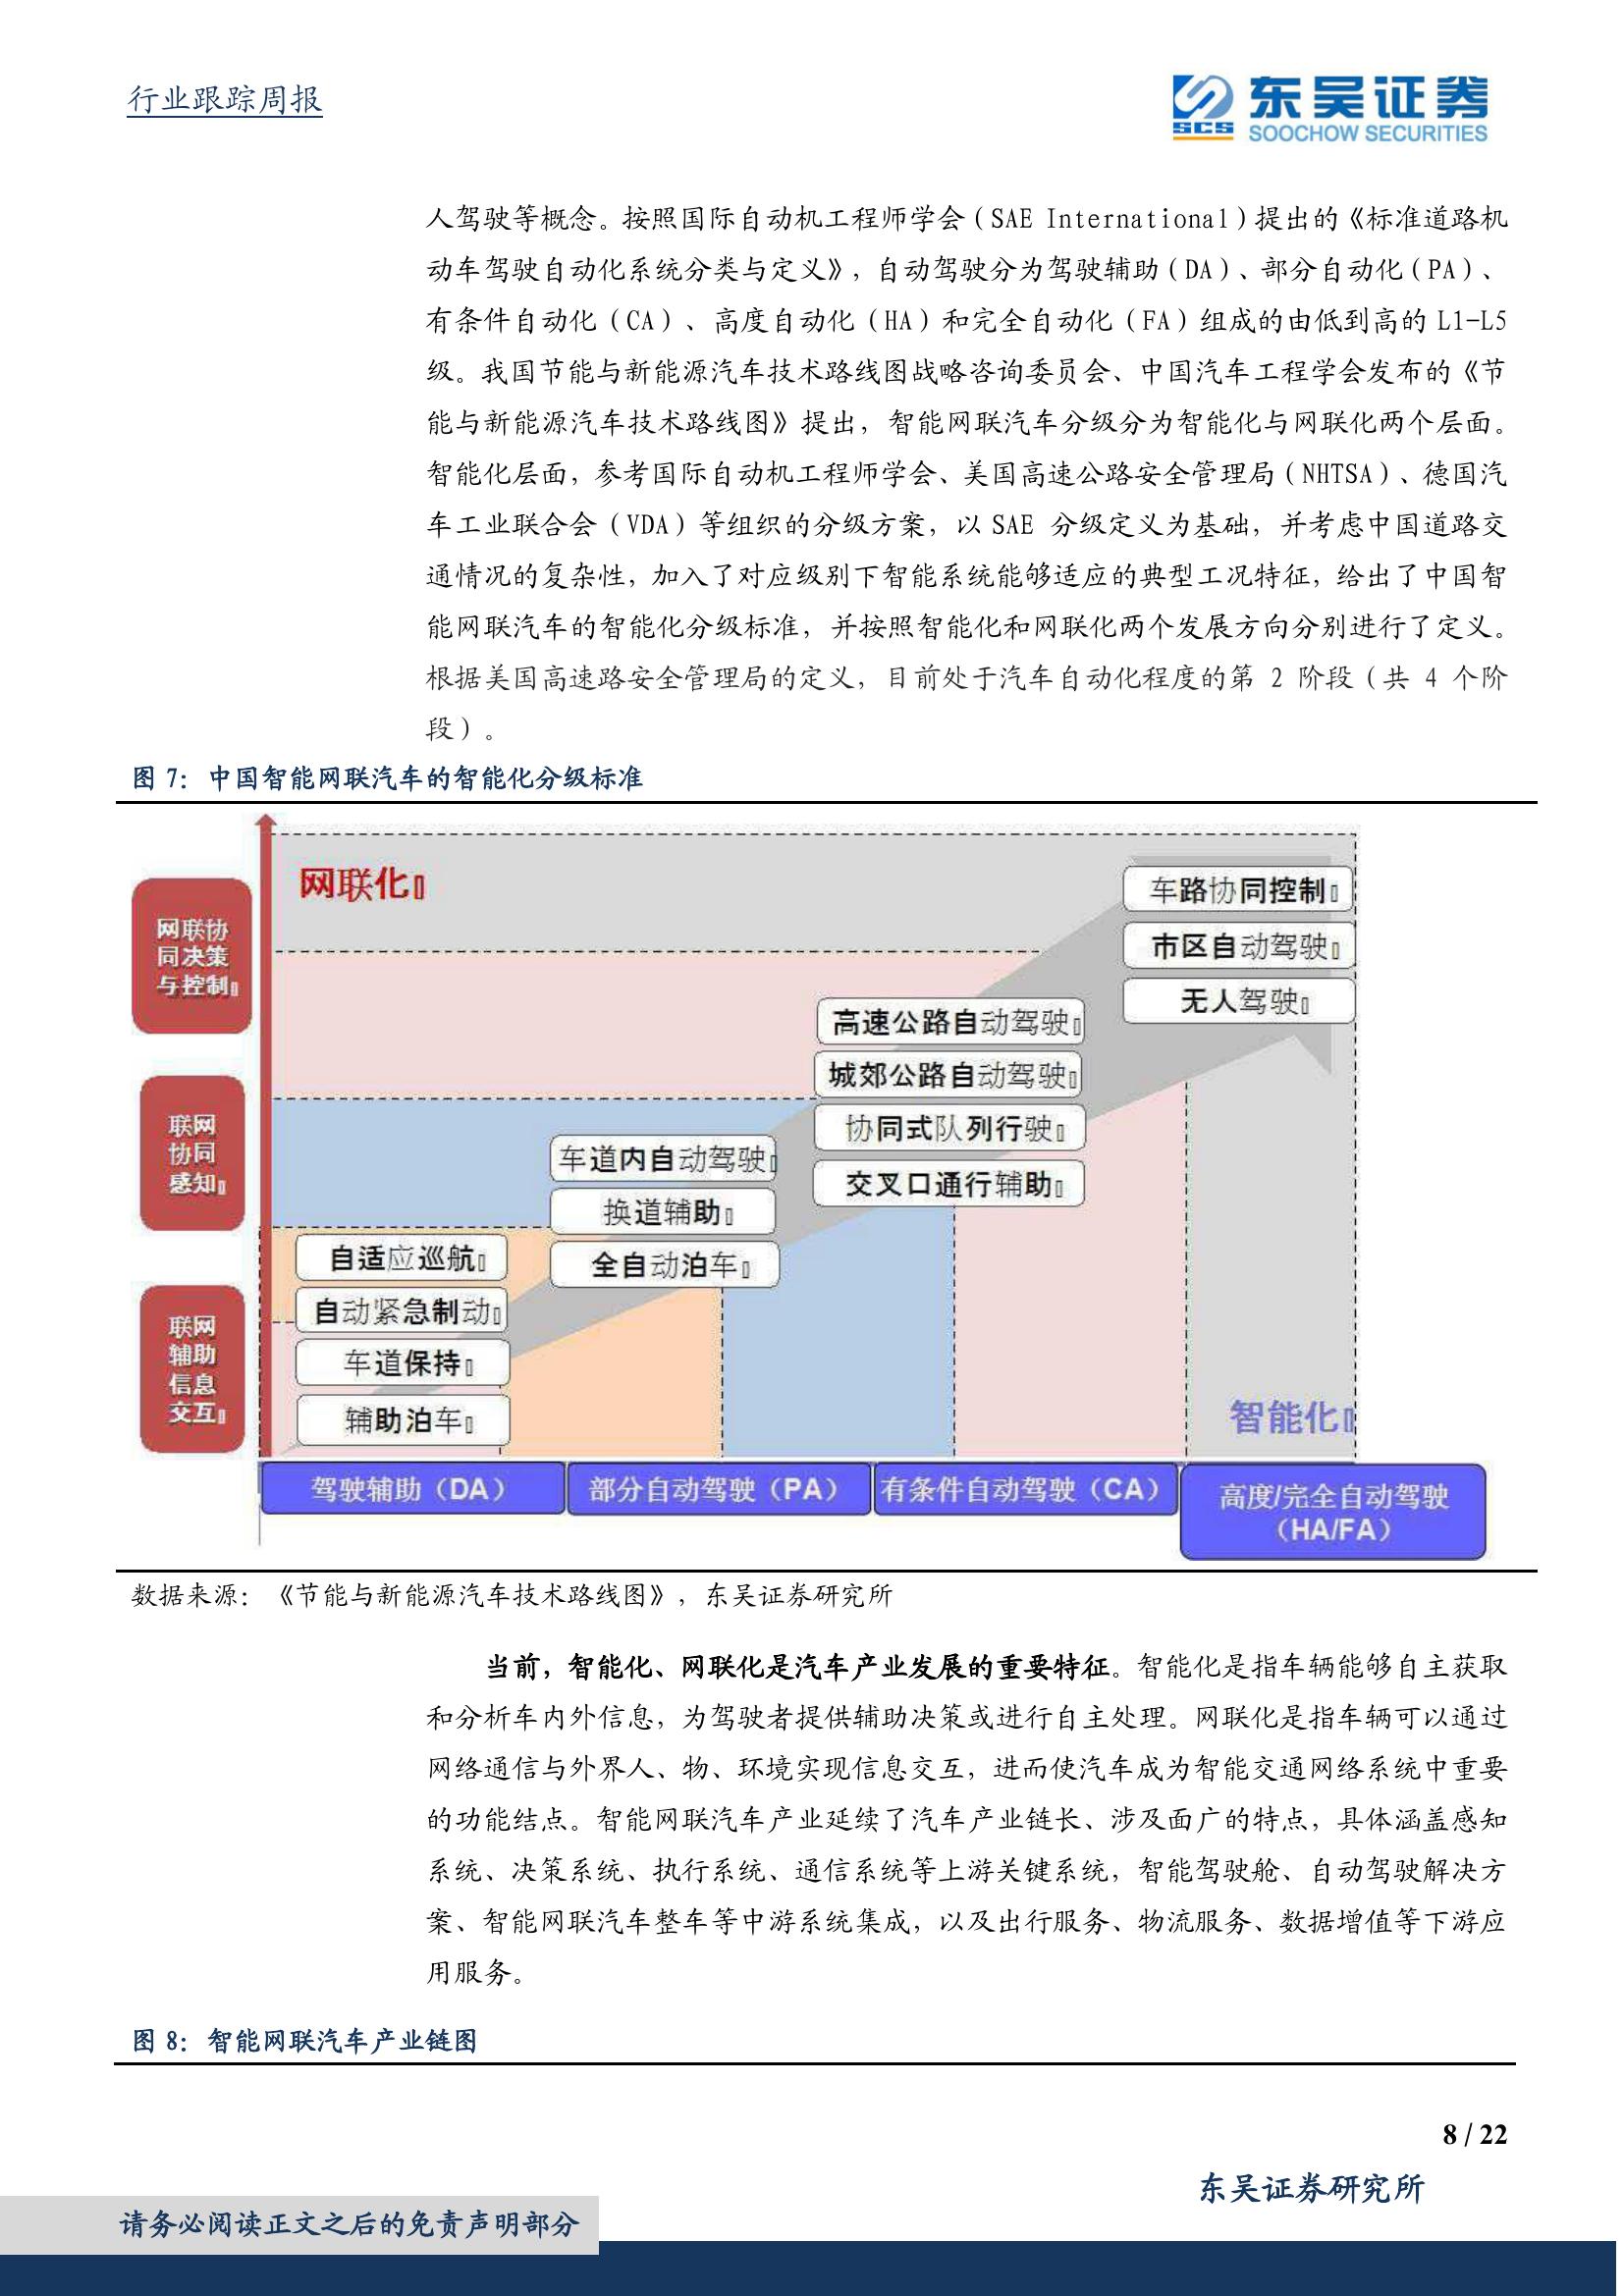 行业跟踪周报
东吴证券
SCS SOOCHOW SECURITIES
人驾驶等概念。按照国际自动机工程师学会（SAE International）提出的《标准道路机
动车驾驶自动化系统分类与定义》，自动驾驶分为驾驶辅助（DA）、部分自动化（PA）、
有条件自动化（CA）、高度自动化（HA）和完全自动化（FA）组成的由低到高的 L1-L5
级。我国节能与新能源汽车技术路线图战略咨询委员会、中国汽车工程学会发布的《节
能与新能源汽车技术路线图》提出，智能网联汽车分级分为智能化与网联化两个层面。
智能化层面，参考国际自动机工程师学会、美国高速公路安全管理局（NHTSA）、德国汽
车工业联合会（VDA）等组织的分级方案，以 SAE 分级定义为基础，并考虑中国道路交
通情况的复杂性，加入了对应级别下智能系统能够适应的典型工况特征，给出了中国智
能网联汽车的智能化分级标准，并按照智能化和网联化两个发展方向分别进行了定义。
根据美国高速路安全管理局的定义，目前处于汽车自动化程度的第 2 阶段（共 4 个阶
段）。
图 7：中国智能网联汽车的智能化分级标准
网联化
网联协
同决策
与控制
联网
协同
感知
联网
辅助
信息
交互
车路协同控制
市区自动驾驶
无人驾驶
高速公路自动驾驶
城郊公路自动驾驶
协同式队列行驶
交叉口通行辅助
车道内自动驾驶
换道辅助
全自动泊车
自适应巡航
自动紧急制动
车道保持
辅助泊车
智能化
驾驶辅助（DA）
部分自动驾驶（PA）
有条件自动驾驶（CA）
高度/完全自动驾驶
（HA/FA）
数据来源：《节能与新能源汽车技术路线图》，东吴证券研究所
当前，智能化、网联化是汽车产业发展的重要特征。智能化是指车辆能够自主获取
和分析车内外信息，为驾驶者提供辅助决策或进行自主处理。网联化是指车辆可以通过
网络通信与外界人、物、环境实现信息交互，进而使汽车成为智能交通网络系统中重要
的功能结点。智能网联汽车产业延续了汽车产业链长、涉及面广的特点，具体涵盖感知
系统、决策系统、执行系统、通信系统等上游关键系统，智能驾驶舱、自动驾驶解决方
案、智能网联汽车整车等中游系统集成，以及出行服务、物流服务、数据增值等下游应
用服务。
图 8：智能网联汽车产业链图
8 / 22
东吴证券研究所
请务必阅读正文之后的免责声明部分